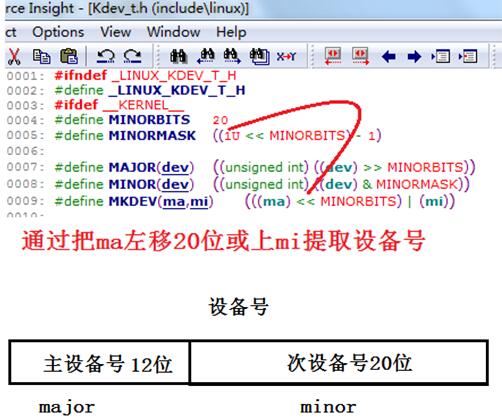 rce Insight - [Kdev_t.h (include\linux)]
ct Options View Window Help
0001: #ifndef _LINUX_KDEV_T_H
0002: #define _LINUX_KDEV_T_H
0003: #ifdef __KERNEL__
0004: #define MINORBITS 20
0005: #define MINORMASK ((1U << MINORBITS) - 1)
0006:
0007: #define MAJOR(dev) ((unsigned int) ((dev) >> MINORBITS))
0008: #define MINOR(dev) ((unsigned int) ((dev) & MINORMASK))
0009: #define MKDEV(ma,mi) (((ma) << MINORBITS) | (mi))
0010:
通过把ma左移20位或上mi提取设备号
设备号
主设备号12位 次设备号20位
major minor